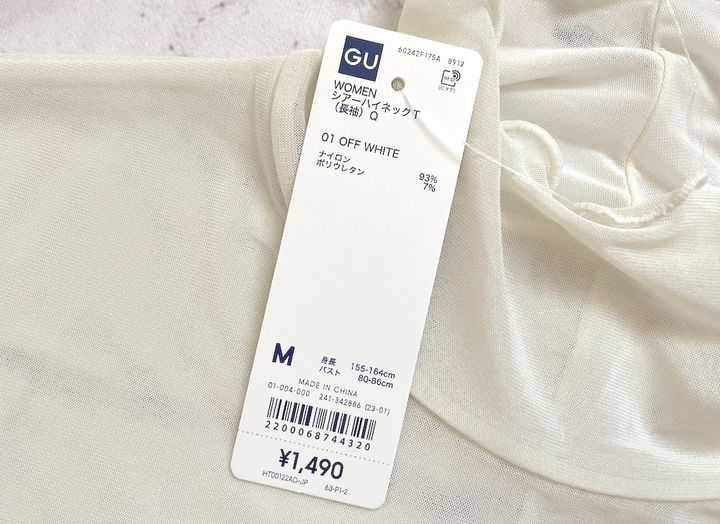 GU
60242F175A 8912
WOMEN
シアーハイネックT
(長袖) Q
01 OFF WHITE
ナイロン 93%
ポリウレタン 7%
M
身長 155-164cm
バスト 80-86cm
MADE IN CHINA
01-004-000 241-342886 (23-01)
2200068744320
¥1,490
HT00122AD-JP 63-P1-2